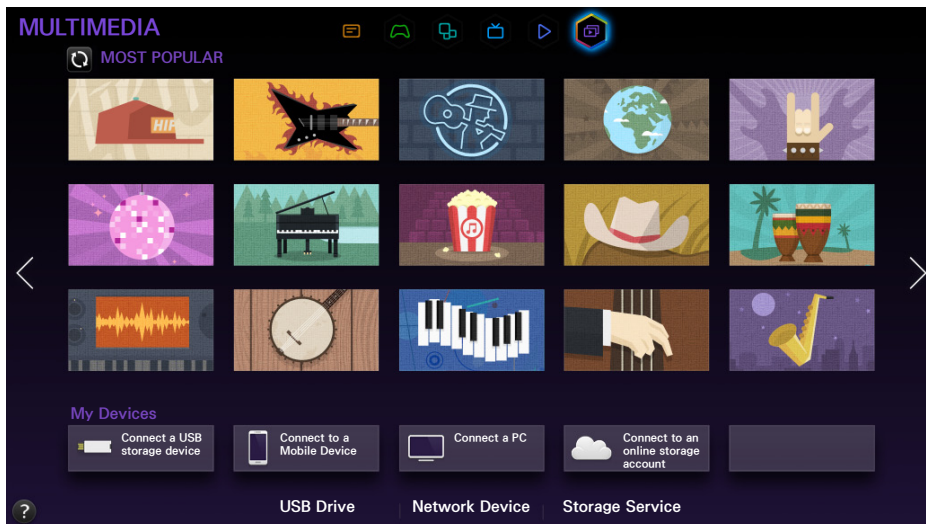 MULTIMEDIA
MOST POPULAR
HIP
My Devices
Connect a USB
storage device
Connect to a
Mobile Device
Connect a PC
Connect to an
online storage
account
?
USB Drive
Network Device
Storage Service